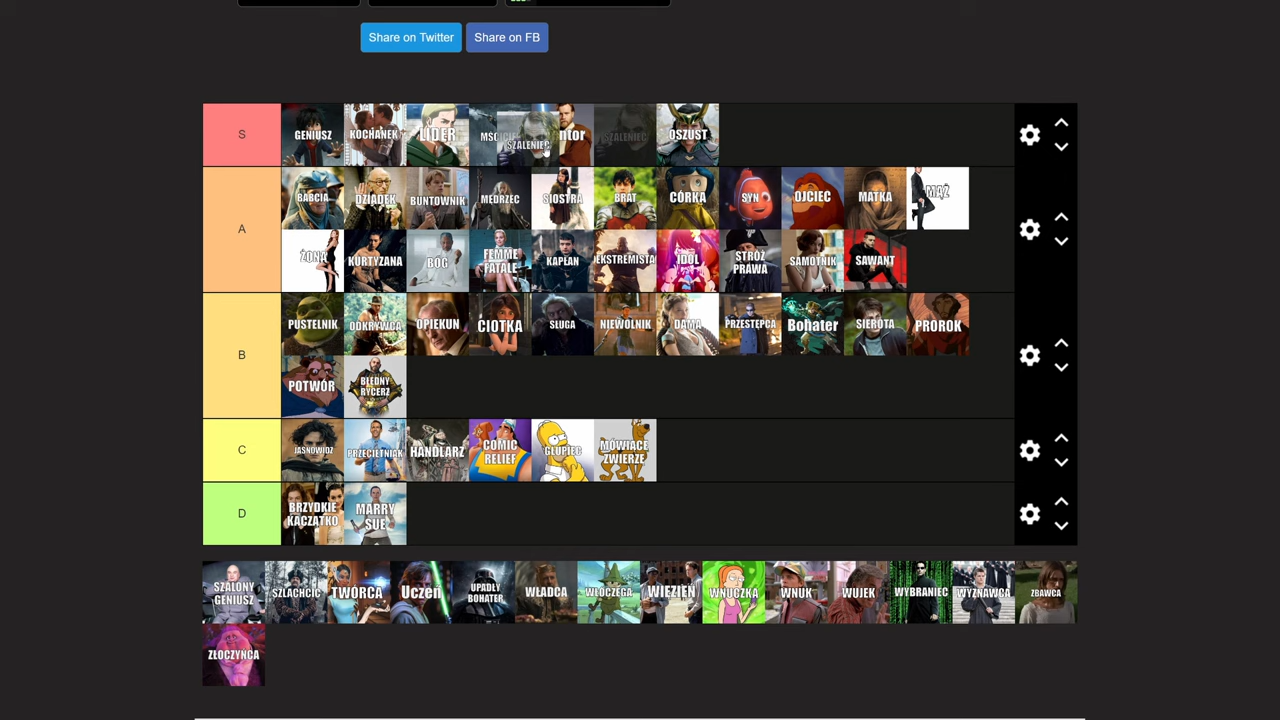 Share on Twitter Share on FB
S
GENIUSZ KOCHANEK LIDER SZALENIEC ntor SZALENIEC OSZUST
A
BABCIA DZIADEK BUNTOWNIK MĘDRZEC SIOSTRA BRAT CÓRKA SYN OJCIEC MATKA MĄŻ
ŻONA KURTYZANA BÓG FEMME FATALE KAPŁAN EKSTREMISTA IDOL STRÓŻ PRAWA SAMOTNIK SAWANT
B
PUSTELNIK ODKRYWCA OPIEKUN CIOTKA SŁUGA NIEWOLNIK DAMA PRZESTĘPCA Bohater SIEROTA PROROK
POTWÓR BŁĘDNY RYCERZ
C
JASNOWIDZ PRZECIĘTNIAK HANDLARZ COMIC RELIEF GŁUPIEC MÓWIĄCE ZWIERZĘ
D
BRZYDKIE KACZĄTKO MARRY SUE
SZALONY GENIUSZ SZLACHCIC TWÓRCA Uczeń UPADŁY BOHATER WŁADCA WŁÓCZĘGA WIĘZIEŃ WNUCZKA WNUK WUJEK WYBRANIEC WYZNAWCA ZBAWCA
ZŁOCZYŃCA